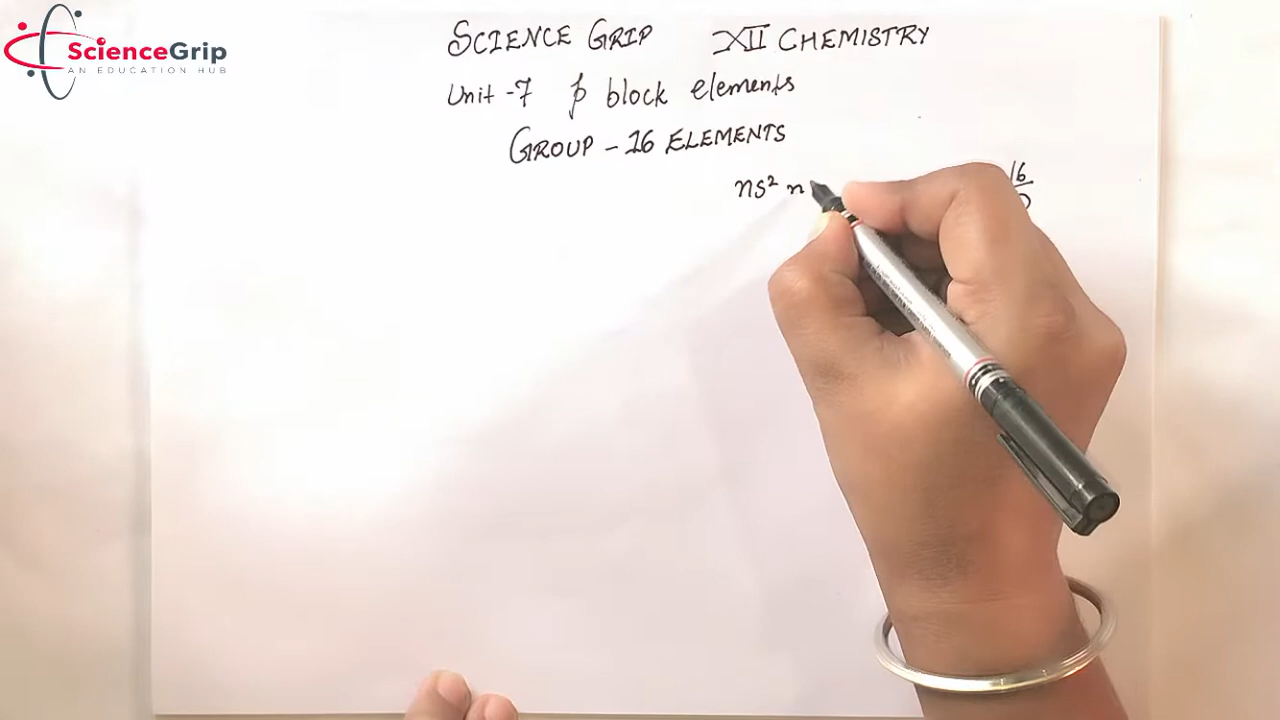 ScienceGrip
AN EDUCATION HUB
SCIENCE GRIP XII CHEMISTRY
Unit -7 p block elements
GROUP - 16 ELEMENTS
ns² n
16